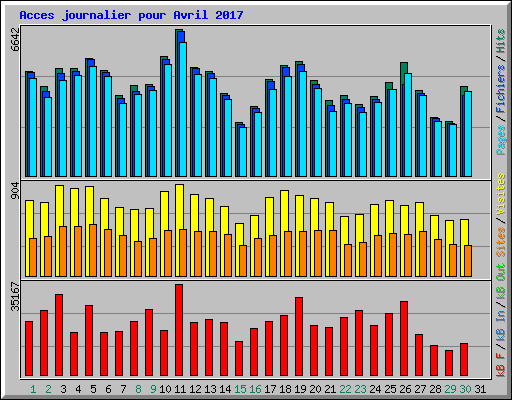 Acces journalier pour Avril 2017
6642
Pages / Fichiers / Hits
904
Sites / Visites
35167
kB F / kB In / kB Out
1 2 3 4 5 6 7 8 9 10 11 12 13 14 15 16 17 18 19 20 21 22 23 24 25 26 27 28 29 30 31